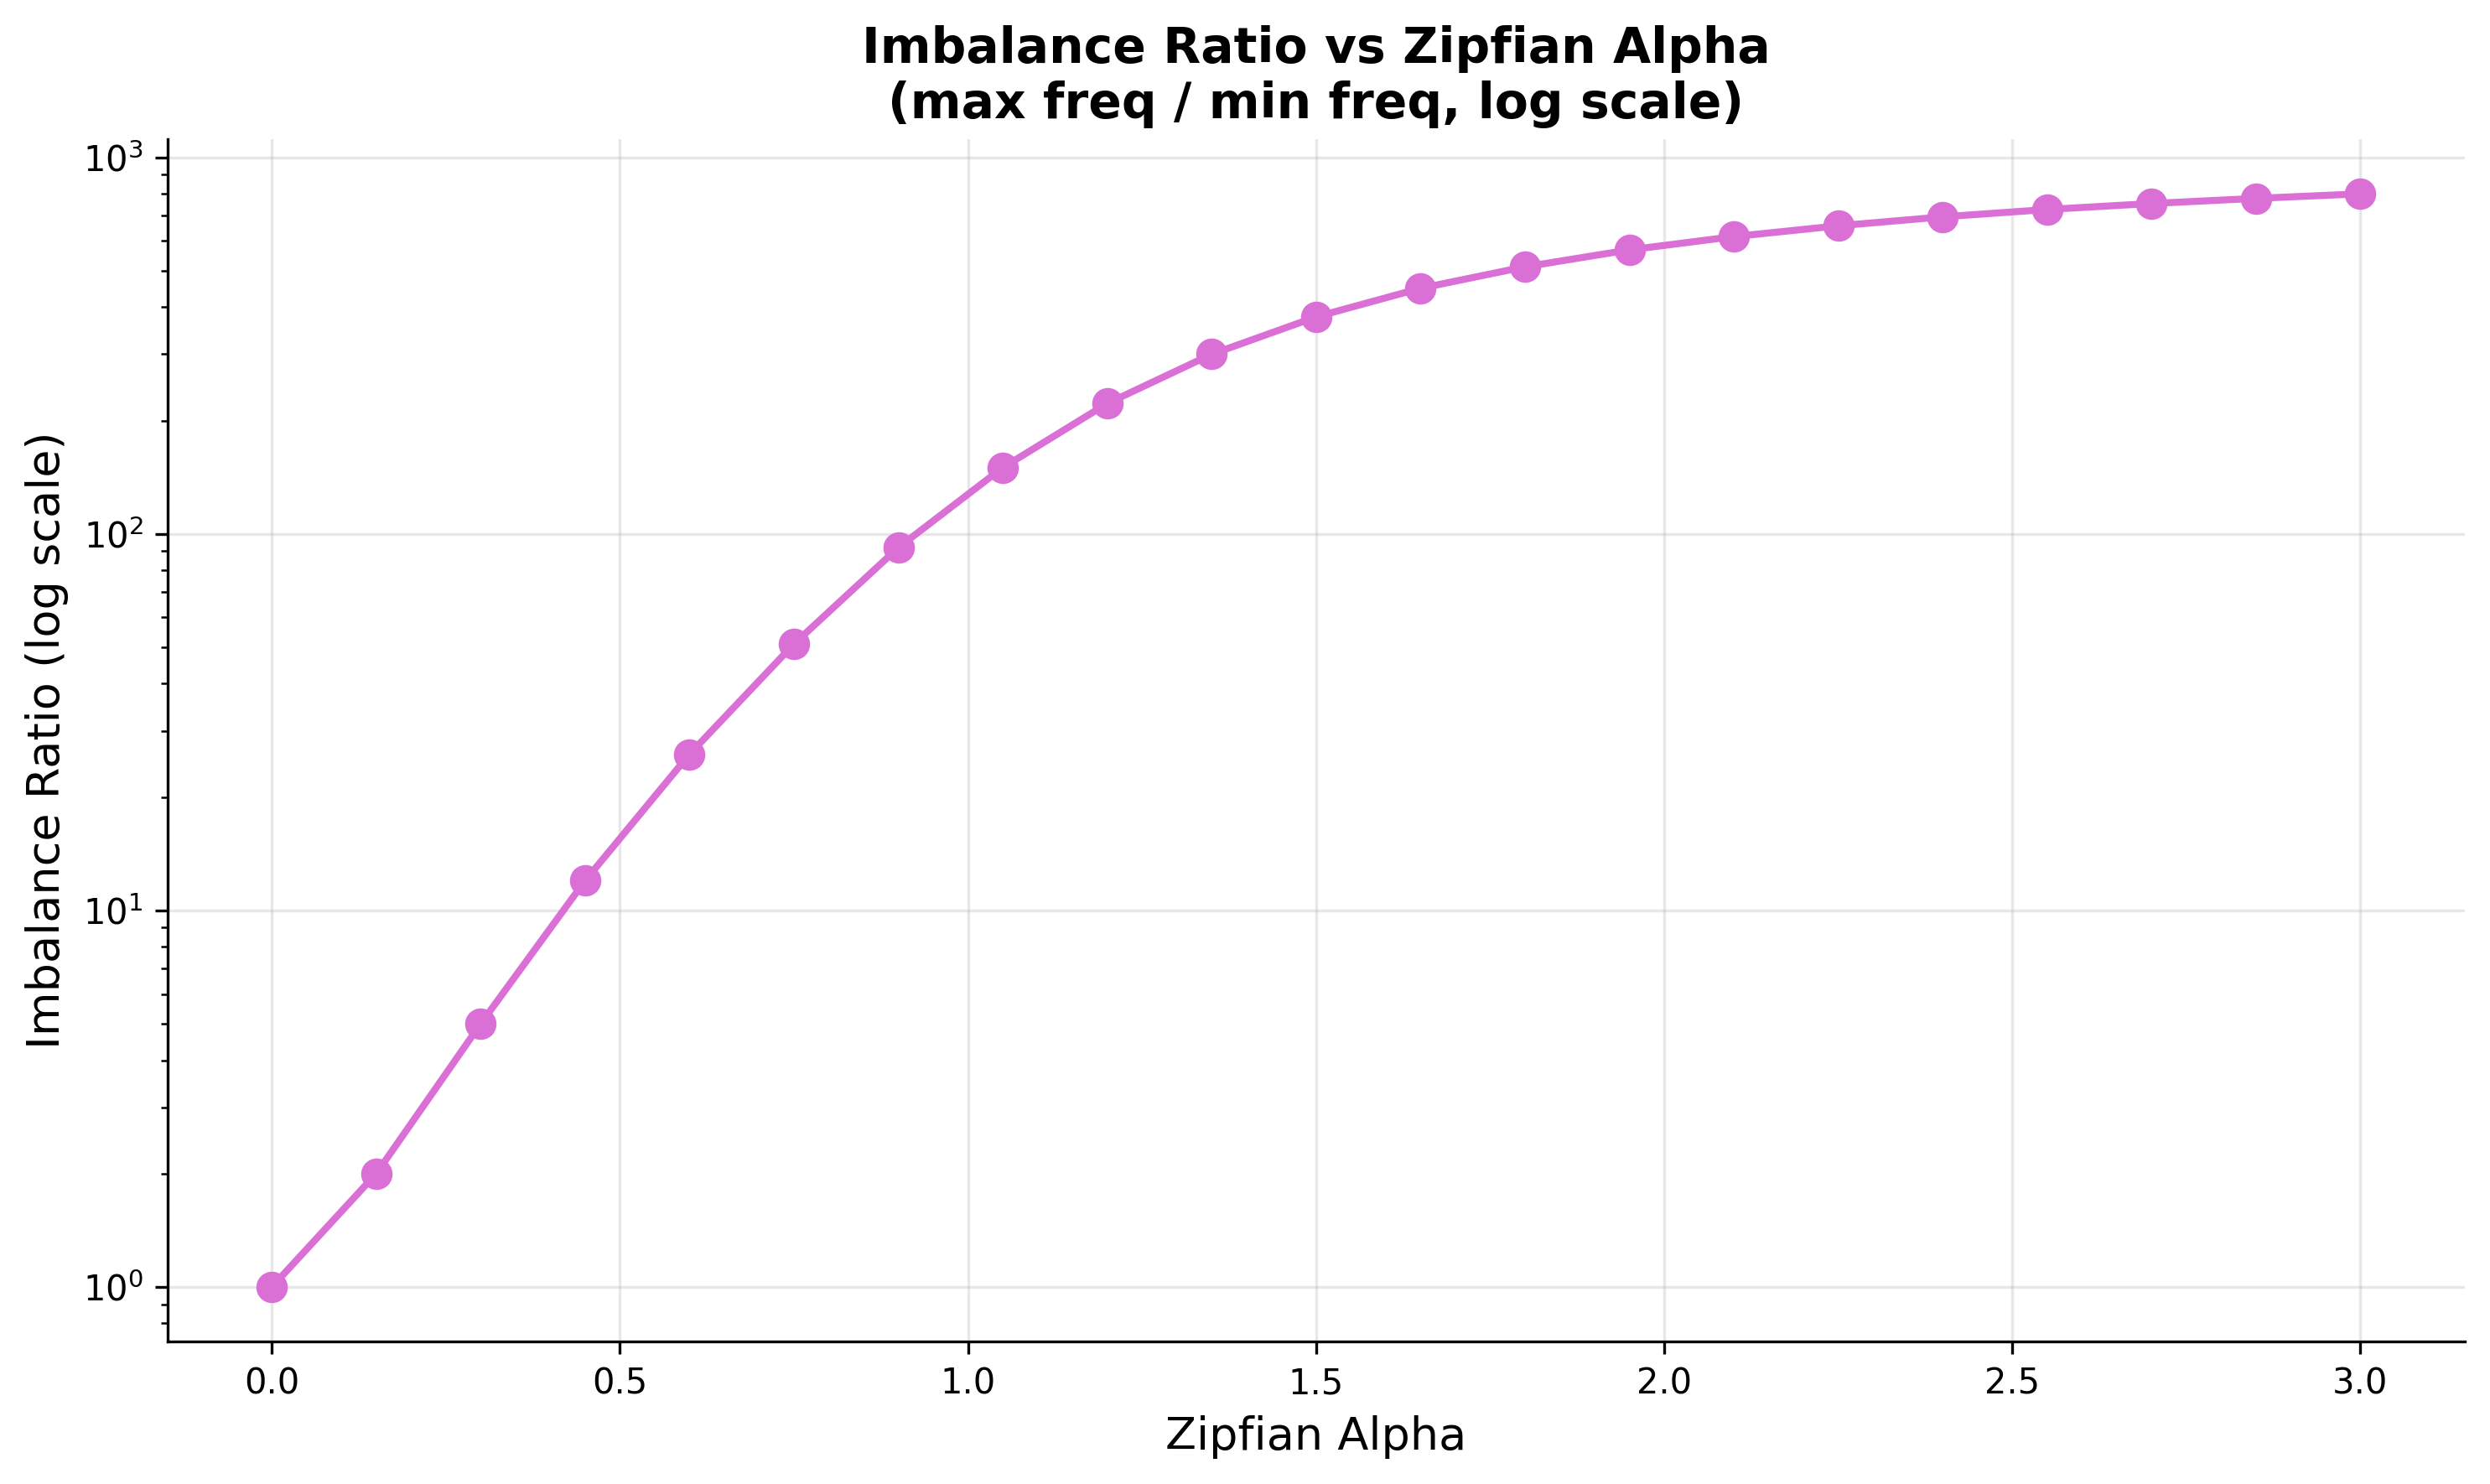 Imbalance Ratio vs Zipfian Alpha
(max freq / min freq, log scale)
Imbalance Ratio (log scale)
10³
10²
10¹
10⁰
0.0 0.5 1.0 1.5 2.0 2.5 3.0
Zipfian Alpha